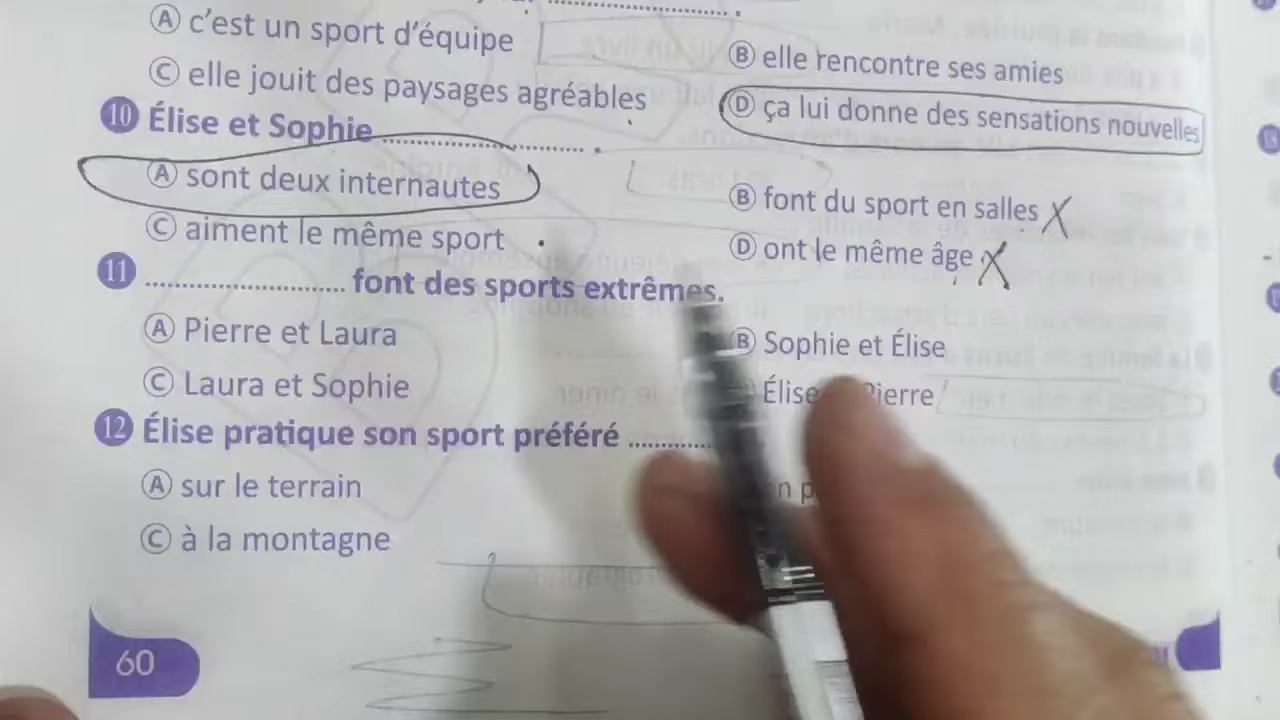 Ⓐ c'est un sport d'équipe
Ⓑ elle rencontre ses amies
Ⓒ elle jouit des paysages agréables
Ⓓ ça lui donne des sensations nouvelles
10 Élise et Sophie .............................. .
Ⓐ sont deux internautes
Ⓑ font du sport en salles X
Ⓒ aiment le même sport
Ⓓ ont le même âge X
11 ........................ font des sports extrêmes.
Ⓐ Pierre et Laura
Ⓑ Sophie et Élise
Ⓒ Laura et Sophie
Élise Pierre
12 Élise pratique son sport préféré ............
Ⓐ sur le terrain
Ⓒ à la montagne
60